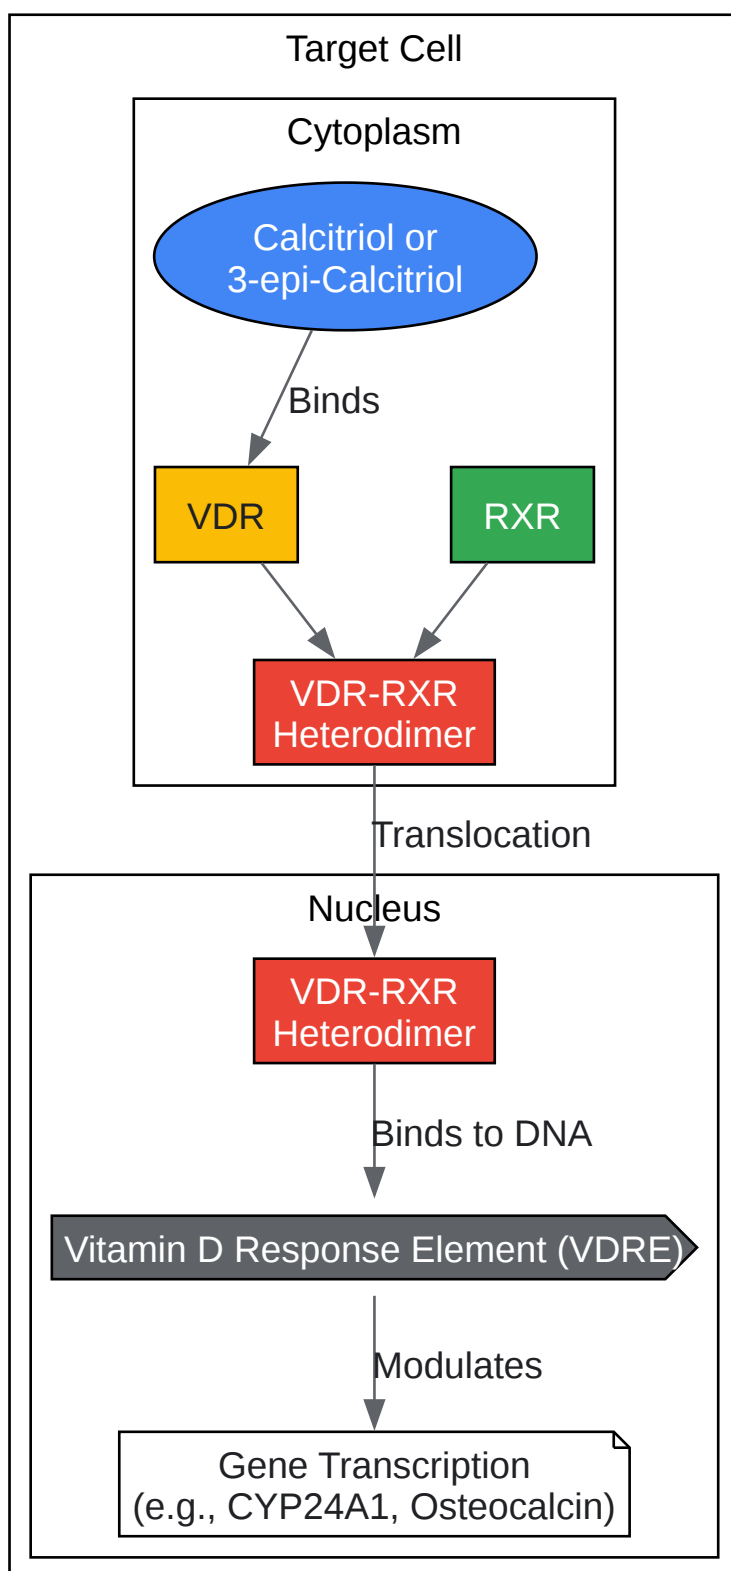 Target Cell
Cytoplasm
Calcitriol or
3-epi-Calcitriol
Binds
VDR
RXR
VDR-RXR
Heterodimer
Translocation
Nucleus
VDR-RXR
Heterodimer
Binds to DNA
Vitamin D Response Element (VDRE)
Modulates
Gene Transcription
(e.g., CYP24A1, Osteocalcin)